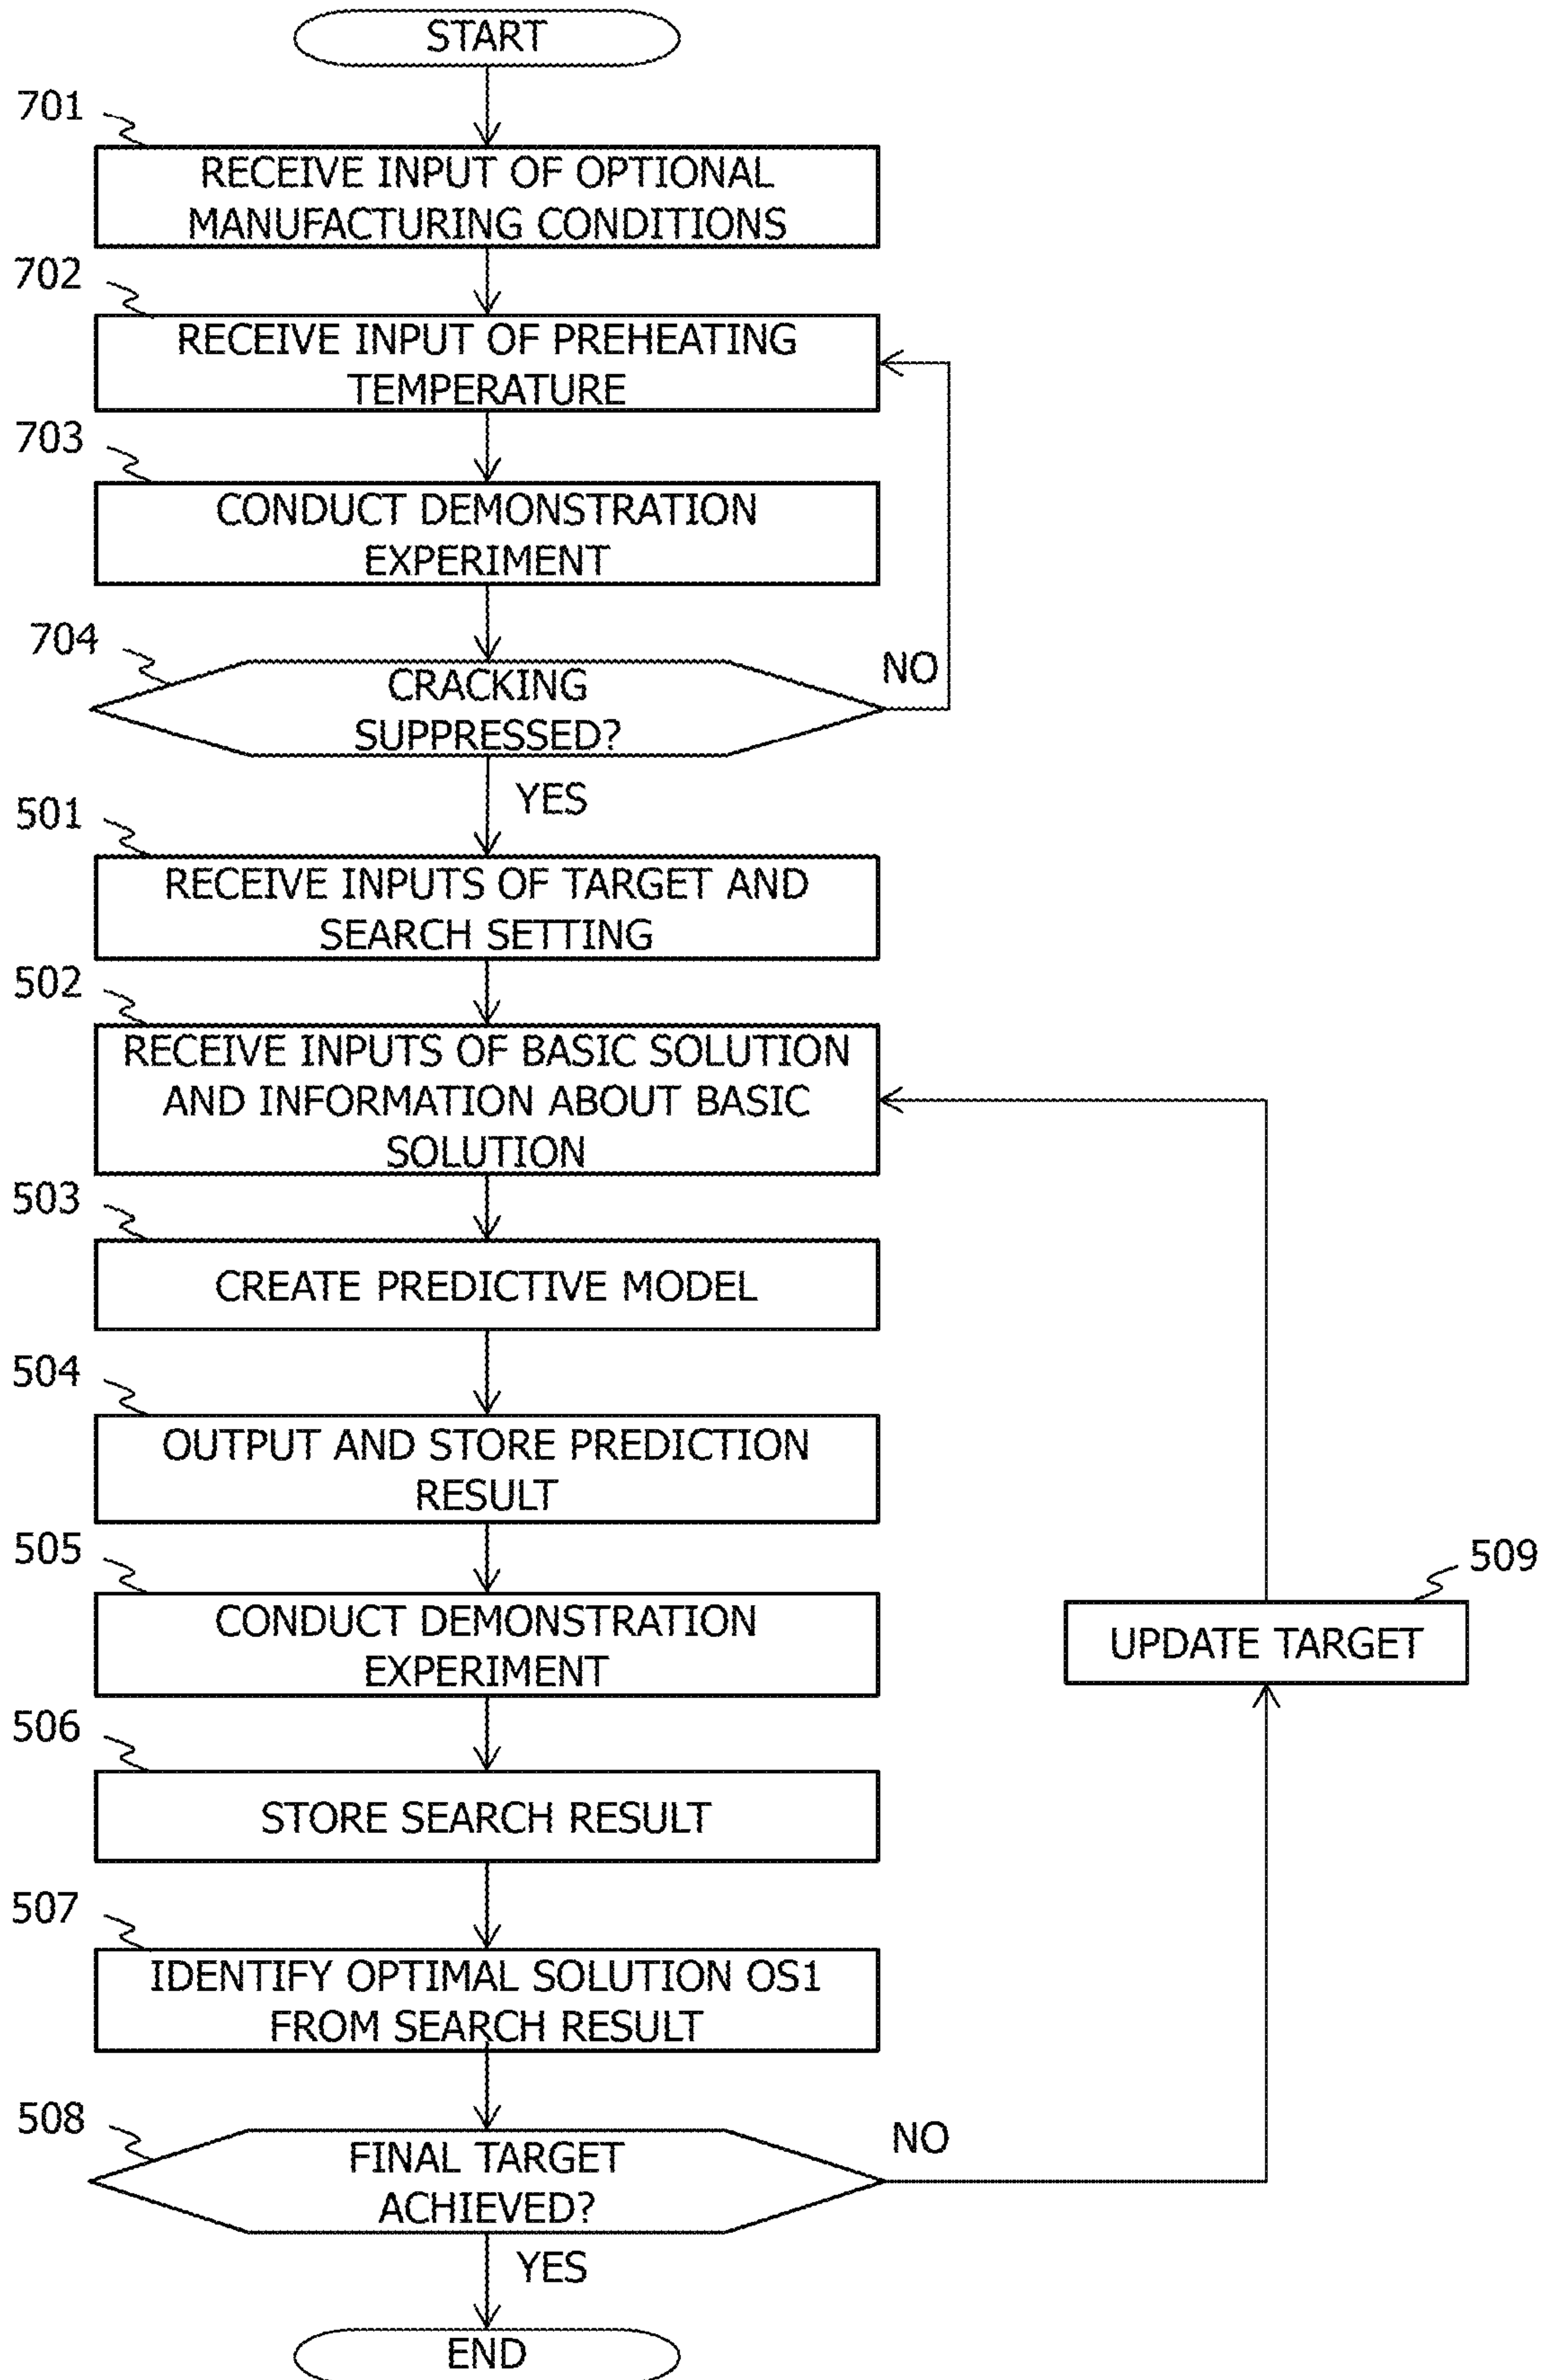 START
701
RECEIVE INPUT OF OPTIONAL
MANUFACTURING CONDITIONS
702
RECEIVE INPUT OF PREHEATING
TEMPERATURE
703
CONDUCT DEMONSTRATION
EXPERIMENT
704
CRACKING
SUPPRESSED?
NO
YES
501
RECEIVE INPUTS OF TARGET AND
SEARCH SETTING
502
RECEIVE INPUTS OF BASIC SOLUTION
AND INFORMATION ABOUT BASIC
SOLUTION
503
CREATE PREDICTIVE MODEL
504
OUTPUT AND STORE PREDICTION
RESULT
505
CONDUCT DEMONSTRATION
EXPERIMENT
509
UPDATE TARGET
506
STORE SEARCH RESULT
507
IDENTIFY OPTIMAL SOLUTION OS1
FROM SEARCH RESULT
508
FINAL TARGET
ACHIEVED?
NO
YES
END